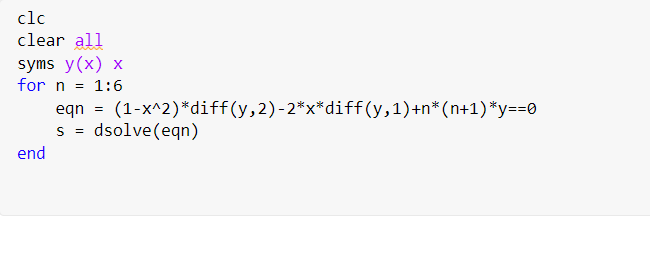 clc
clear all
syms y(x) x
for n = 1:6
    eqn = (1-x^2)*diff(y,2)-2*x*diff(y,1)+n*(n+1)*y==0
    s = dsolve(eqn)
end